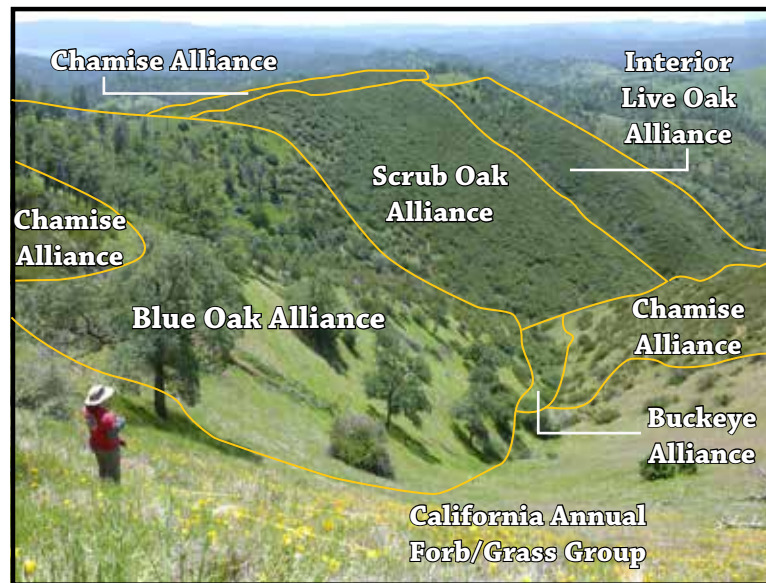 Chamise Alliance
Interior
Live Oak
Alliance
Scrub Oak
Alliance
Chamise
Alliance
Blue Oak Alliance
Chamise
Alliance
Buckeye
Alliance
California Annual
Forb/Grass Group